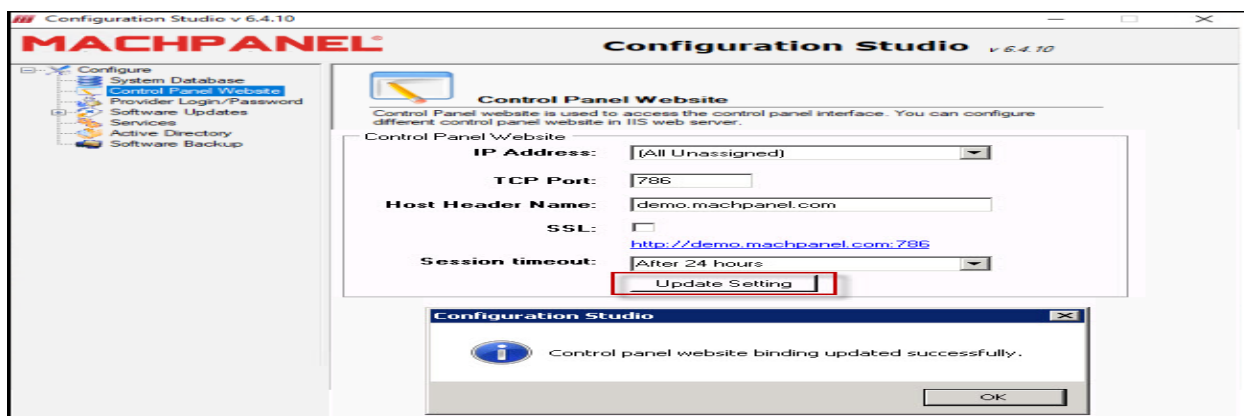 Configuration Studio v 6.4.10
MACHPANEL
Configuration Studio v 6.4.10
Configure
System Database
Control Panel Website
Provider Login/Password
Software Updates
Services
Active Directory
Software Backup
Control Panel Website
Control Panel website is used to access the control panel interface. You can configure
different control panel website in IIS web server.
Control Panel Website
IP Address: (All Unassigned)
TCP Port: 786
Host Header Name: demo.machpanel.com
SSL:
http://demo.machpanel.com:786
Session timeout: After 24 hours
Update Setting
Configuration Studio
Control panel website binding updated successfully.
OK